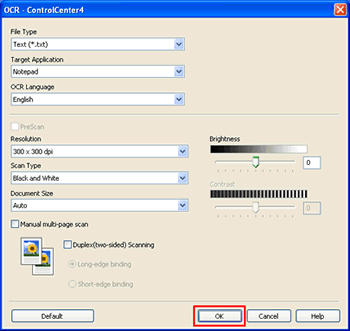 OCR - ControlCenter4
File Type
Text (*.txt)
Target Application
Notepad
OCR Language
English
PreScan
Resolution
300 x 300 dpi
Scan Type
Black and White
Document Size
Auto
Manual multi-page scan
Duplex(two-sided) Scanning
Long-edge binding
Short-edge binding
Brightness
0
Contrast
0
Default
OK
Cancel
Help